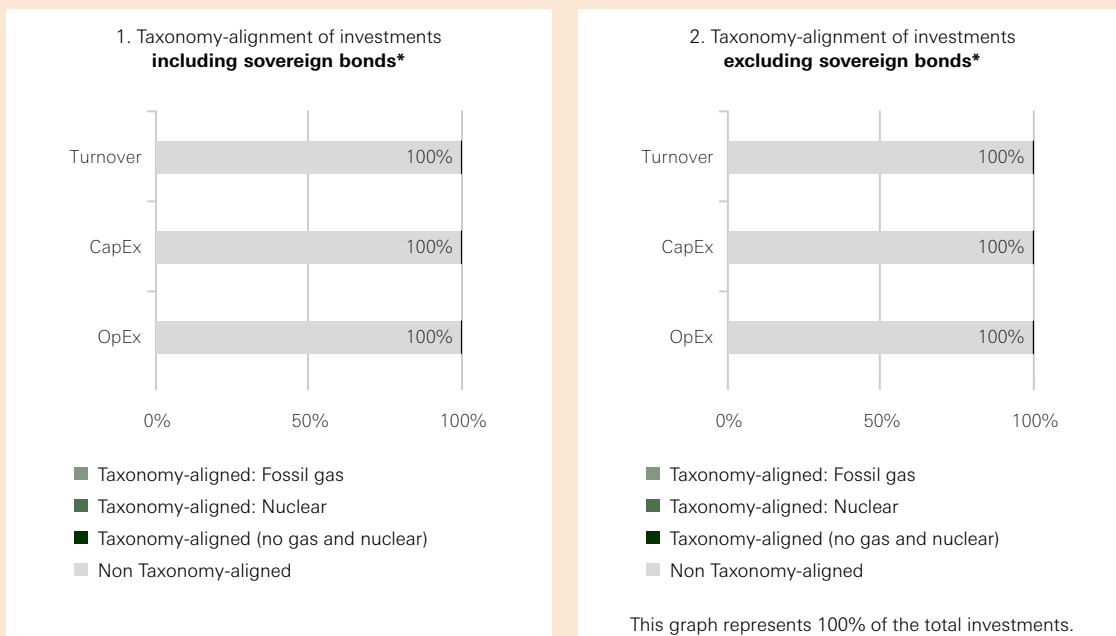 1. Taxonomy-alignment of investments
including sovereign bonds*
Turnover
100%
CapEx
100%
OpEx
100%
0% 50% 100%
Taxonomy-aligned: Fossil gas
Taxonomy-aligned: Nuclear
Taxonomy-aligned (no gas and nuclear)
Non Taxonomy-aligned
2. Taxonomy-alignment of investments
excluding sovereign bonds*
Turnover
100%
CapEx
100%
OpEx
100%
0% 50% 100%
Taxonomy-aligned: Fossil gas
Taxonomy-aligned: Nuclear
Taxonomy-aligned (no gas and nuclear)
Non Taxonomy-aligned
This graph represents 100% of the total investments.